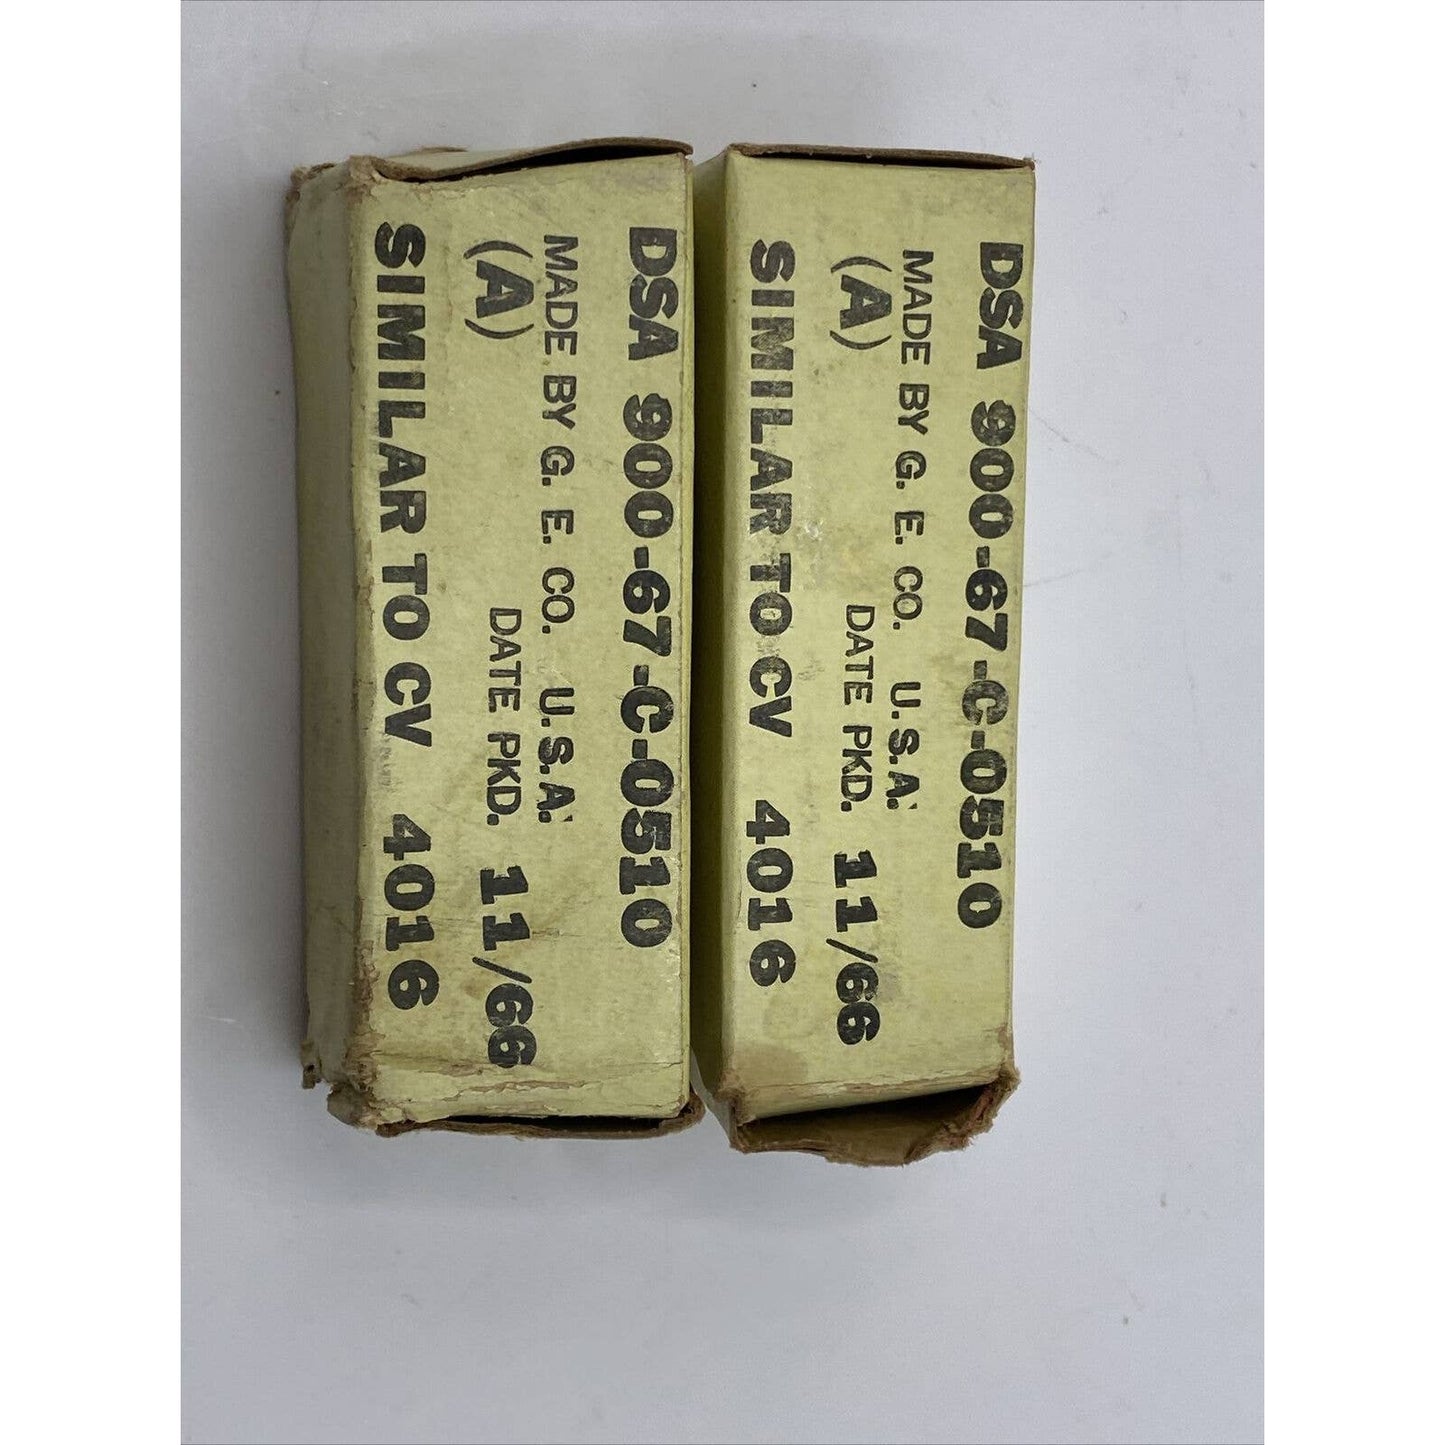 DSA 900-67-C-0510
MADE BY G. E. CO. U.S.A.
(A) DATE PKD. 11/66
SIMILAR TO CV 4016
DSA 900-67-C-0510
MADE BY G. E. CO. U.S.A.
(A) DATE PKD. 11/66
SIMILAR TO CV 4016